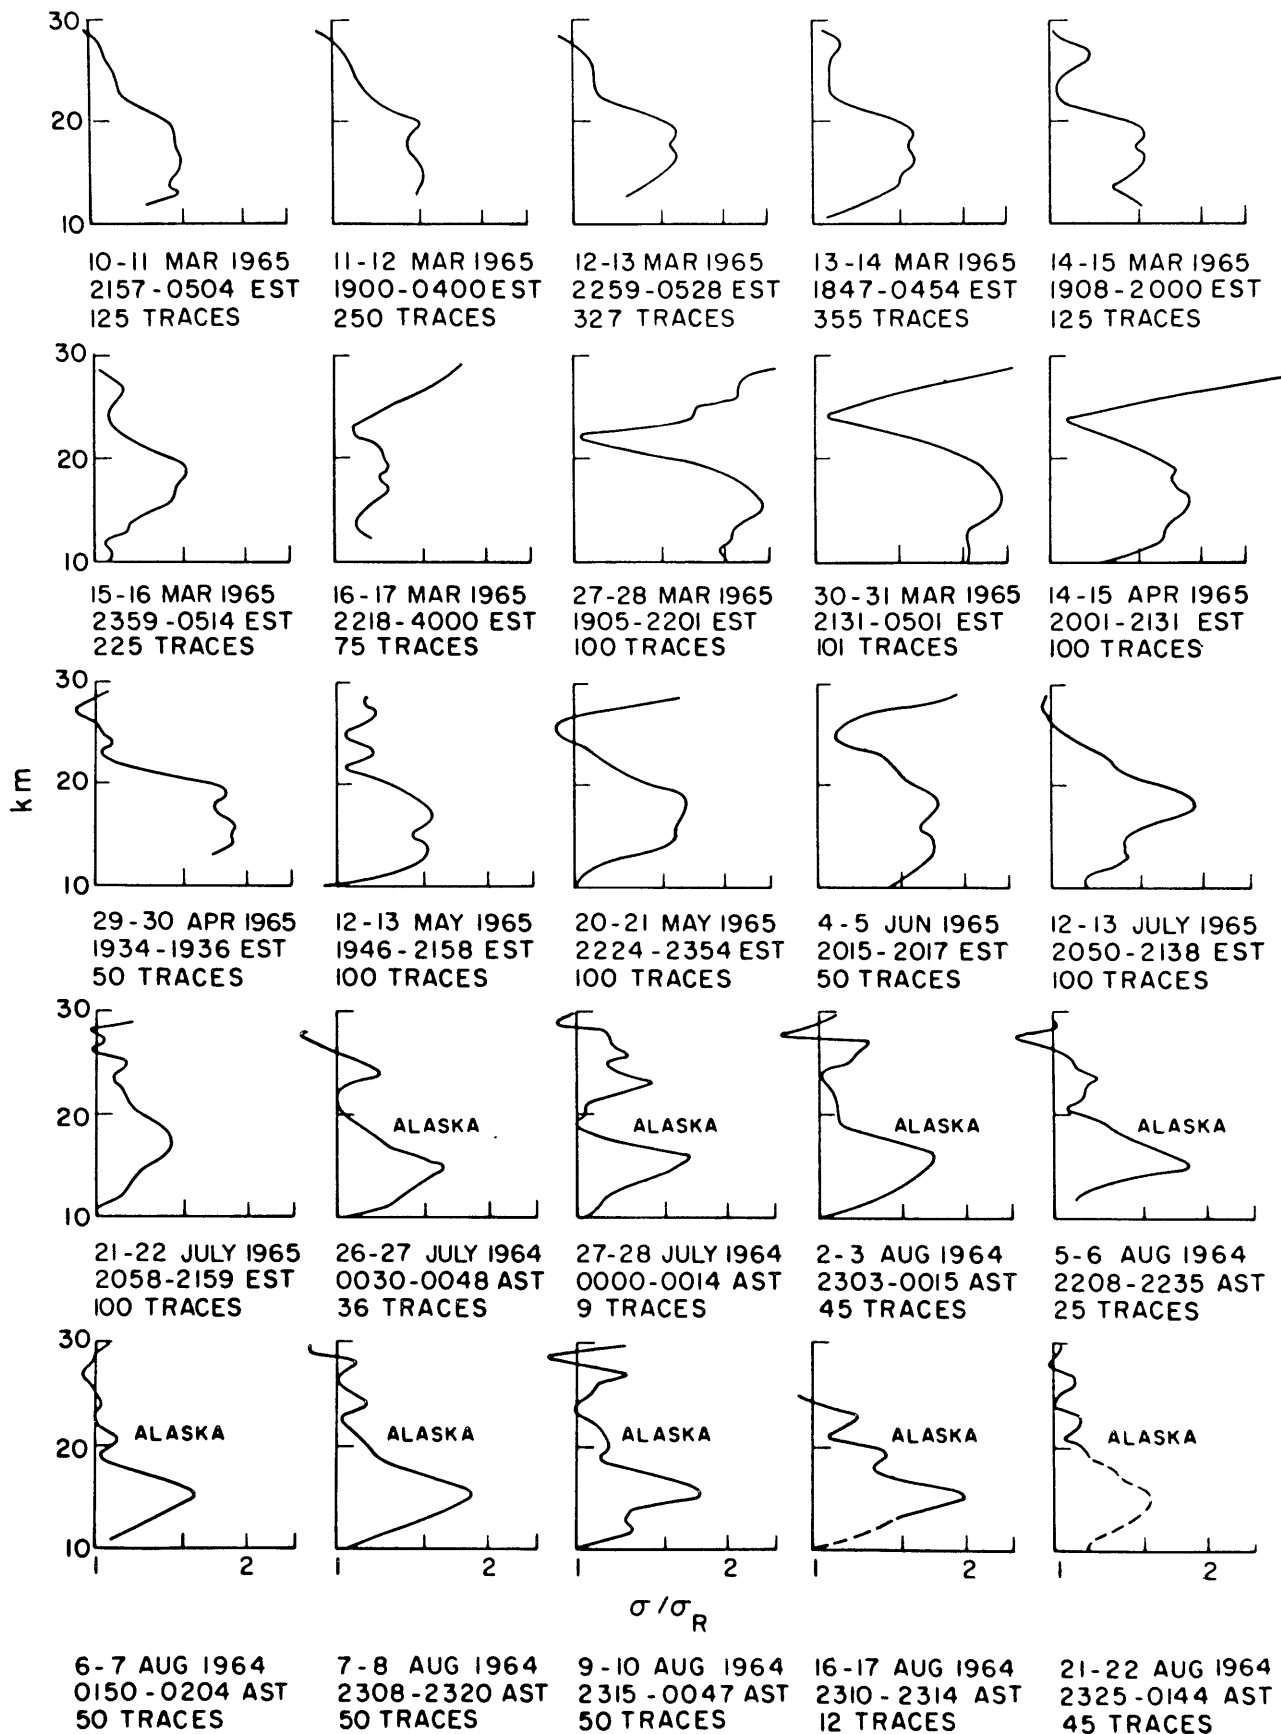 30
20
10
10-11 MAR 1965
2157-0504 EST
125 TRACES
11-12 MAR 1965
1900-0400 EST
250 TRACES
12-13 MAR 1965
2259-0528 EST
327 TRACES
13-14 MAR 1965
1847-0454 EST
355 TRACES
14-15 MAR 1965
1908-2000 EST
125 TRACES
30
20
10
15-16 MAR 1965
2359-0514 EST
225 TRACES
16-17 MAR 1965
2218-4000 EST
75 TRACES
27-28 MAR 1965
1905-2201 EST
100 TRACES
30-31 MAR 1965
2131-0501 EST
101 TRACES
14-15 APR 1965
2001-2131 EST
100 TRACES
km
30
20
10
29-30 APR 1965
1934-1936 EST
50 TRACES
12-13 MAY 1965
1946-2158 EST
100 TRACES
20-21 MAY 1965
2224-2354 EST
100 TRACES
4-5 JUN 1965
2015-2017 EST
50 TRACES
12-13 JULY 1965
2050-2138 EST
100 TRACES
30
20
10
ALASKA
ALASKA
ALASKA
ALASKA
21-22 JULY 1965
2058-2159 EST
100 TRACES
26-27 JULY 1964
0030-0048 AST
36 TRACES
27-28 JULY 1964
0000-0014 AST
9 TRACES
2-3 AUG 1964
2303-0015 AST
45 TRACES
5-6 AUG 1964
2208-2235 AST
25 TRACES
30
20
10
ALASKA
ALASKA
ALASKA
ALASKA
ALASKA
1 2
1 2
1 2
1 2
1 2
σ/σR
6-7 AUG 1964
0150-0204 AST
50 TRACES
7-8 AUG 1964
2308-2320 AST
50 TRACES
9-10 AUG 1964
2315-0047 AST
50 TRACES
16-17 AUG 1964
2310-2314 AST
12 TRACES
21-22 AUG 1964
2325-0144 AST
45 TRACES